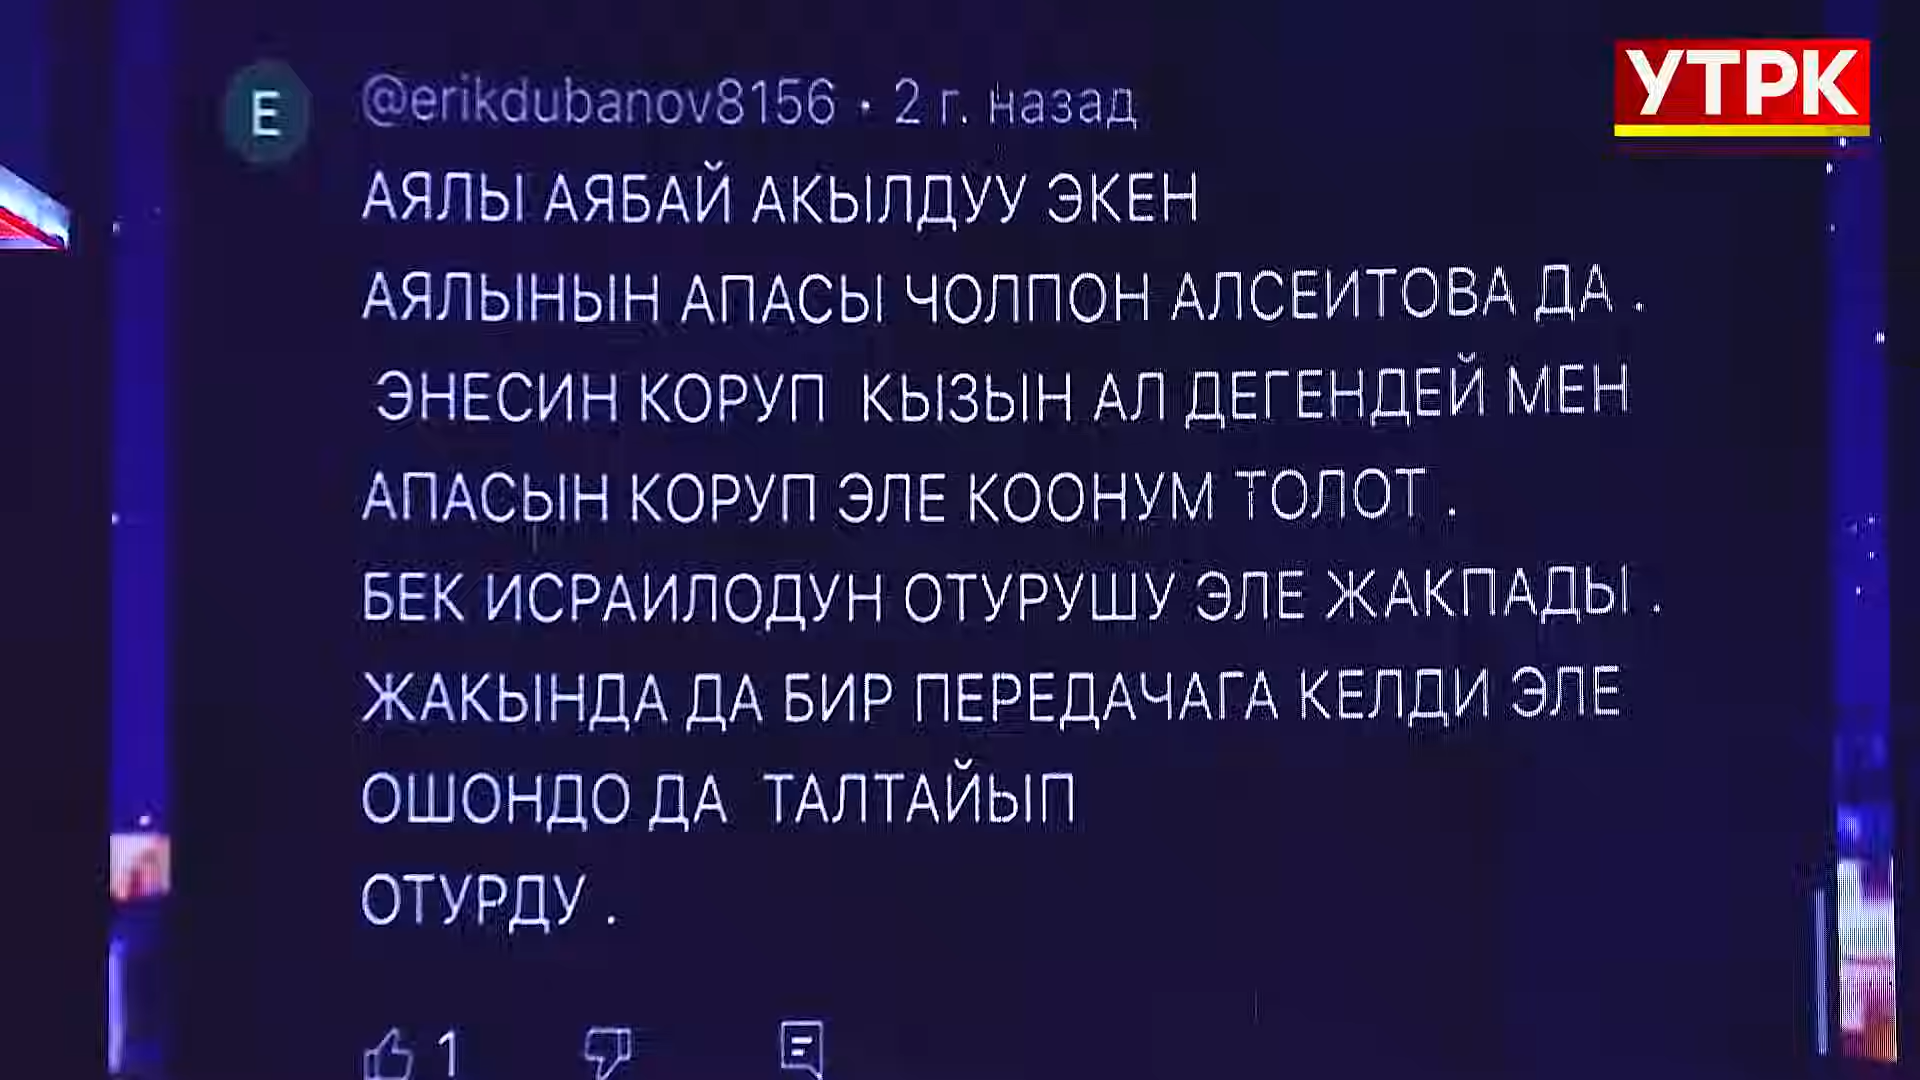 УТРК
E
@erikdubanov8156 · 2 г. назад
АЯЛЫ АЯБАЙ АКЫЛДУУ ЭКЕН
АЯЛЫНЫН АПАСЫ ЧОЛПОН АЛСЕИТОВА ДА .
ЭНЕСИН КОРУП КЫЗЫН АЛ ДЕГЕНДЕЙ МЕН
АПАСЫН КОРУП ЭЛЕ КООНУМ ТОЛОТ .
БЕК ИСРАИЛОДУН ОТУРУШУ ЭЛЕ ЖАКПАДЫ .
ЖАКЫНДА ДА БИР ПЕРЕДАЧАГА КЕЛДИ ЭЛЕ
ОШОНДО ДА ТАЛТАЙЫП
ОТУРДУ .
1